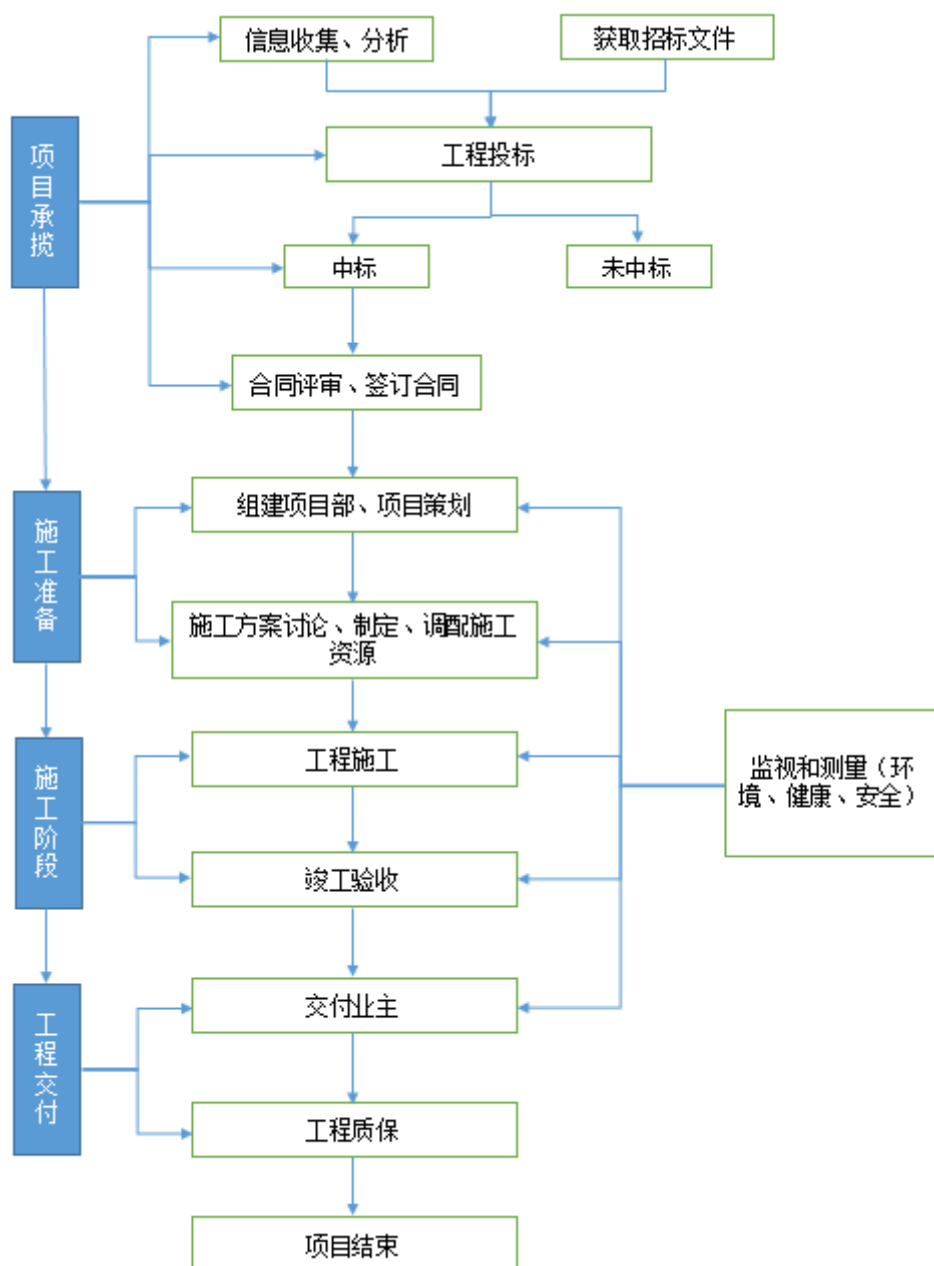 信息收集、分析
获取招标文件
项目承揽
工程投标
中标
未中标
合同评审、签订合同
施工准备
组建项目部、项目策划
施工方案讨论、制定、调配施工
资源
施工阶段
工程施工
监视和测量（环
境、健康、安全）
竣工验收
工程交付
交付业主
工程质保
项目结束